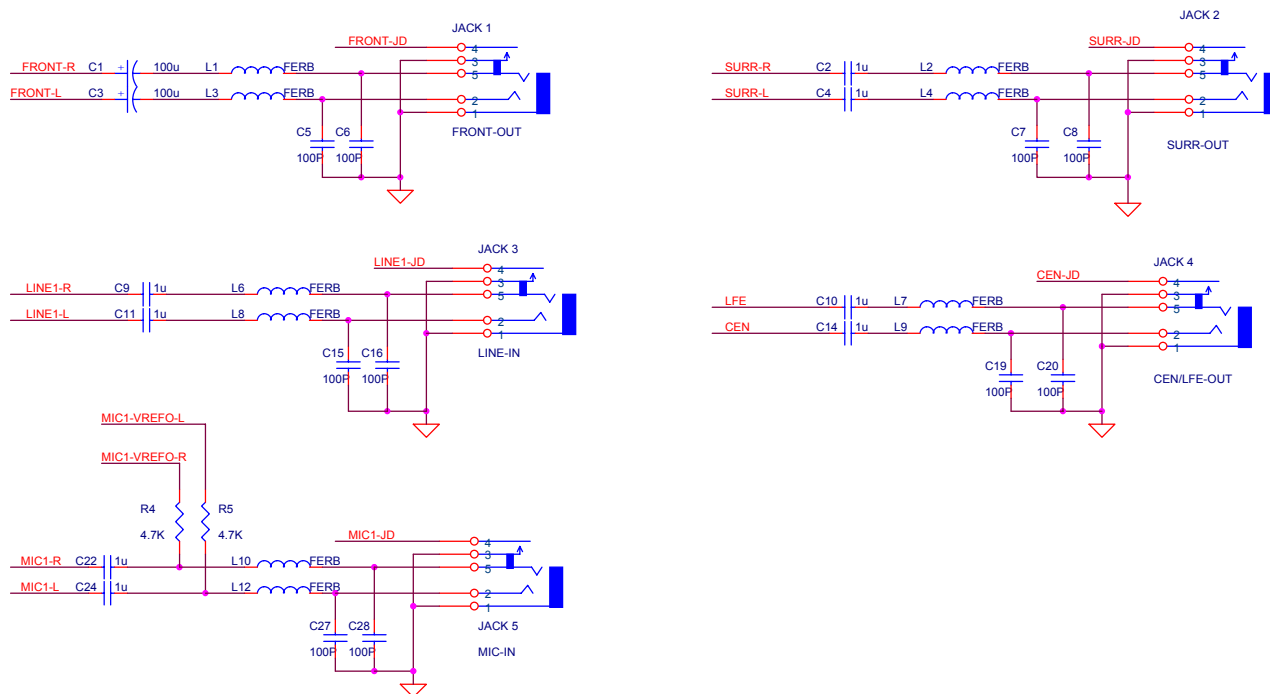 JACK 1
FRONT-JD
4
3
FRONT-R C1 + 100u L1 FERB 5
FRONT-L C3 + 100u L3 FERB 2
1
C5 C6
100P 100P
FRONT-OUT
JACK 2
SURR-JD
4
3
SURR-R C2 1u L2 FERB 5
SURR-L C4 1u L4 FERB 2
1
C7 C8
100P 100P
SURR-OUT
JACK 3
LINE1-JD
4
3
LINE1-R C9 1u L6 FERB 5
LINE1-L C11 1u L8 FERB 2
1
C15 C16
100P 100P
LINE-IN
JACK 4
CEN-JD
4
3
LFE C10 1u L7 FERB 5
CEN C14 1u L9 FERB 2
1
C19 C20
100P 100P
CEN/LFE-OUT
MIC1-VREFO-L
MIC1-VREFO-R
R4 R5
4.7K 4.7K
MIC1-JD
4
3
MIC1-R C22 1u L10 FERB 5
MIC1-L C24 1u L12 FERB 2
1
C27 C28
100P 100P
JACK 5
MIC-IN